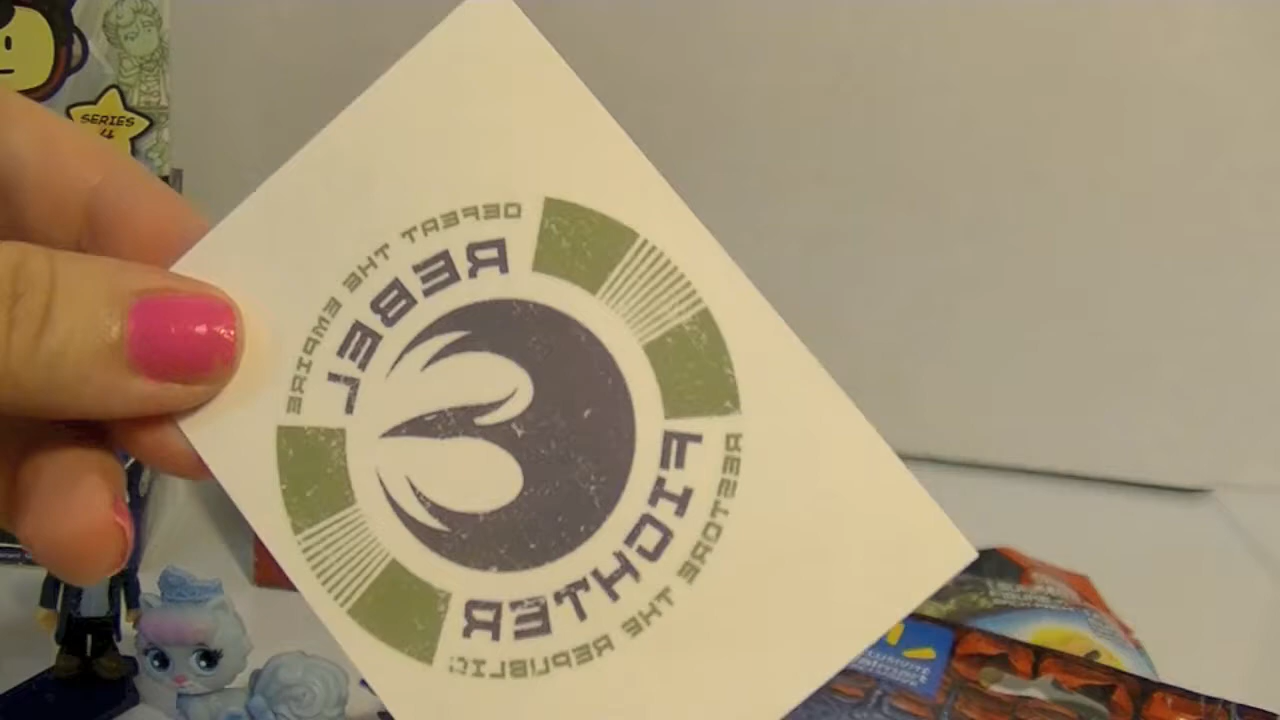 SERIES
4
DEFEAT THE EMPIRE
REBEL
FIGHTER
RESTORE THE REPUBLIC